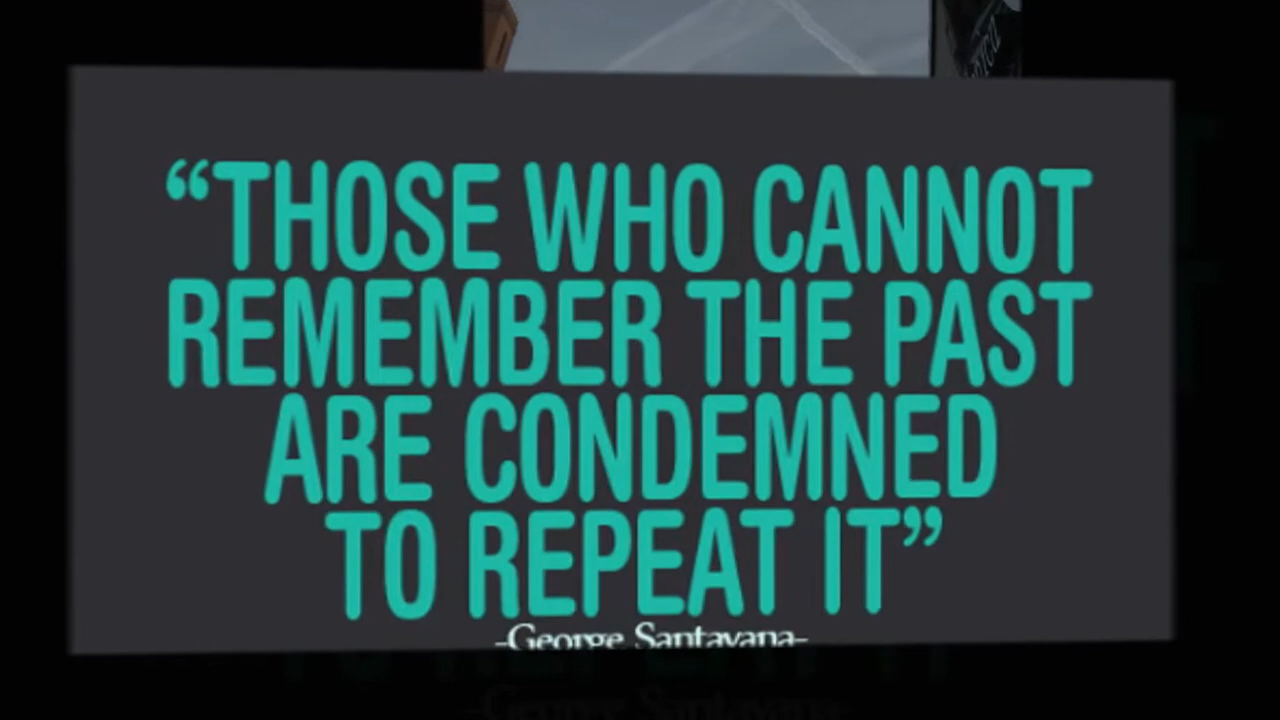 “THOSE WHO CANNOT
REMEMBER THE PAST
ARE CONDEMNED
TO REPEAT IT”
-George Santayana-